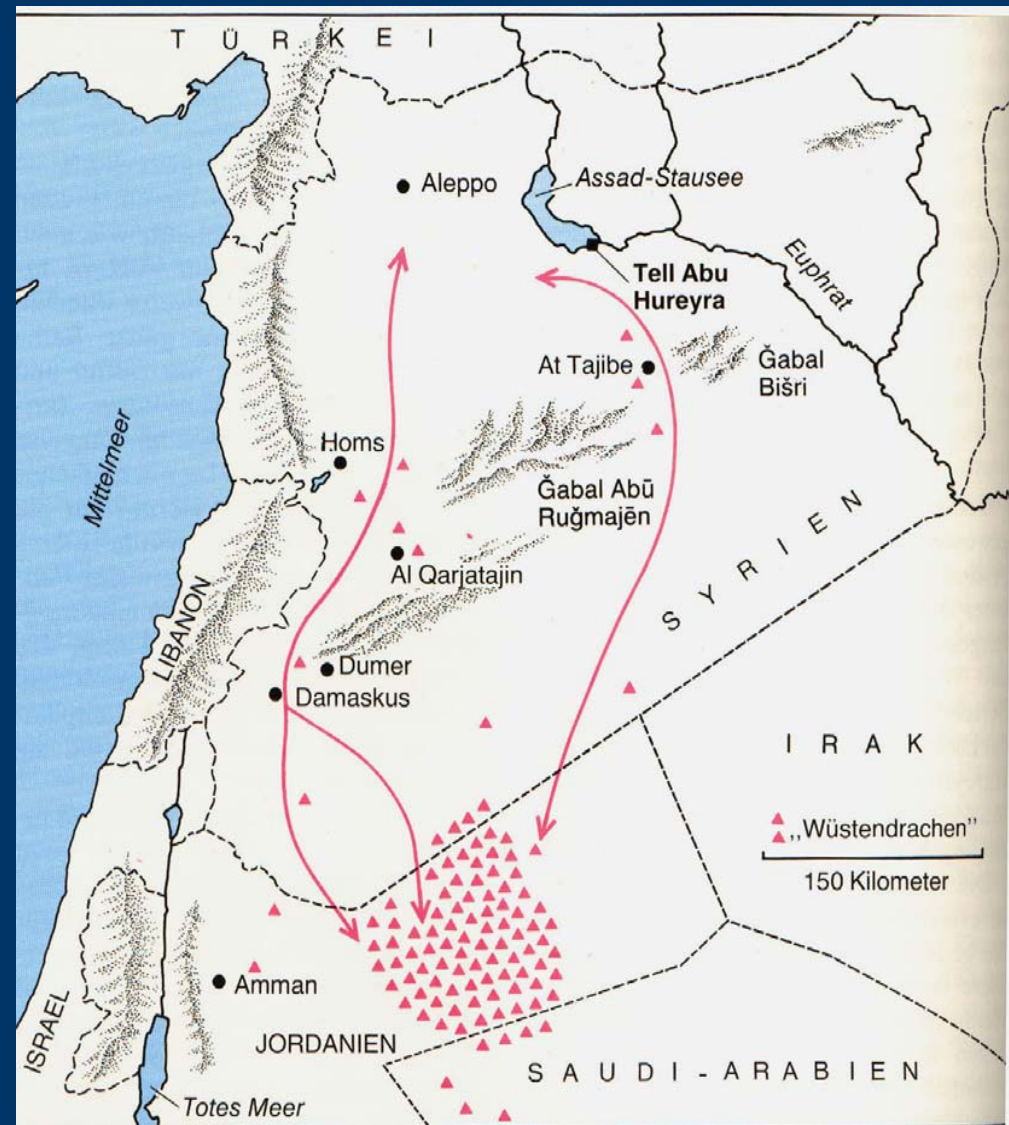 TÜRKEI
Aleppo
Assad-Stausee
Euphrat
Tell Abu
Hureyra
At Tajibe
Ğabal
Bišri
Mittelmeer
Homs
Ğabal Abū
Ruğmajēn
Al Qarjatajin
SYRIEN
LIBANON
Dumer
Damaskus
IRAK
„Wüstendrachen"
150 Kilometer
Amman
ISRAEL
JORDANIEN
SAUDI-ARABIEN
Totes Meer